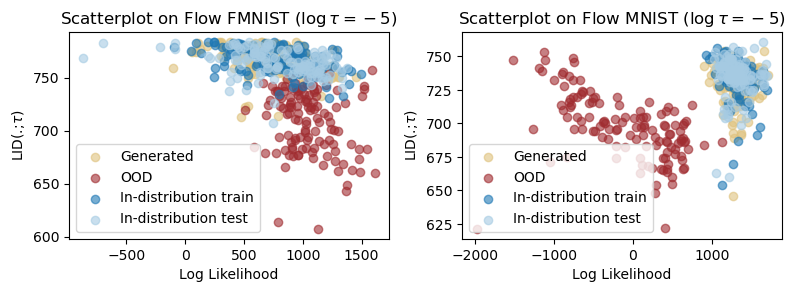 Scatterplot on Flow FMNIST (log τ = −5)
LID(.;τ)
750
700
650
600
Generated
OOD
In-distribution train
In-distribution test
−500
0
500
1000
1500
Log Likelihood
Scatterplot on Flow MNIST (log τ = −5)
LID(.;τ)
750
725
700
675
650
625
Generated
OOD
In-distribution train
In-distribution test
−2000
−1000
0
1000
Log Likelihood